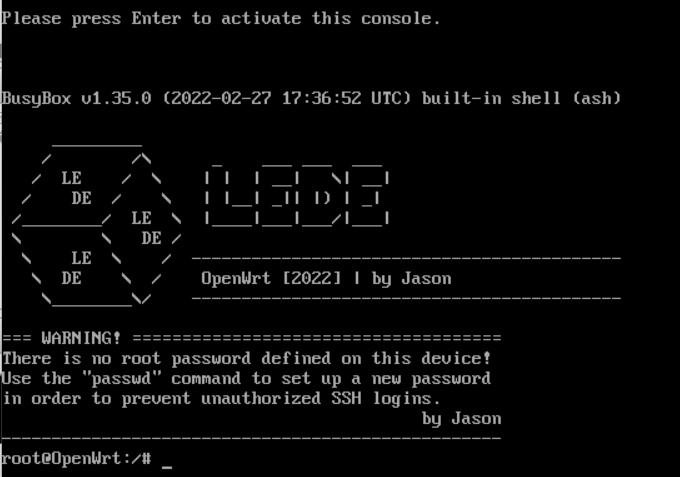 Please press Enter to activate this console.
BusyBox v1.35.0 (2022-02-27 17:36:52 UTC) built-in shell (ash)
LE
DE
LEDE
LE
DE
LE
DE
OpenWrt [2022] | by Jason
=== WARNING! =====================================
There is no root password defined on this device!
Use the "passwd" command to set up a new password
in order to prevent unauthorized SSH logins.
by Jason
--------------------------------------------------
root@OpenWrt:/# _